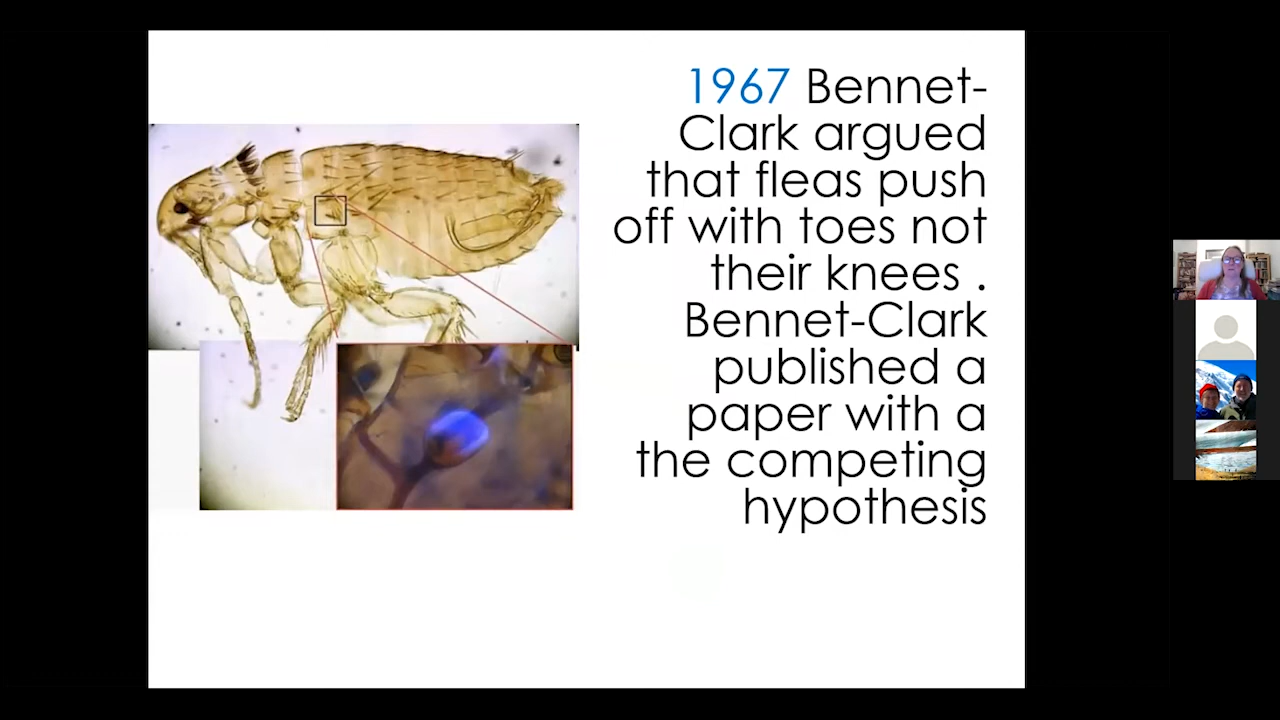 1967 Bennet-
Clark argued
that fleas push
off with toes not
their knees .
Bennet-Clark
published a
paper with a
the competing
hypothesis